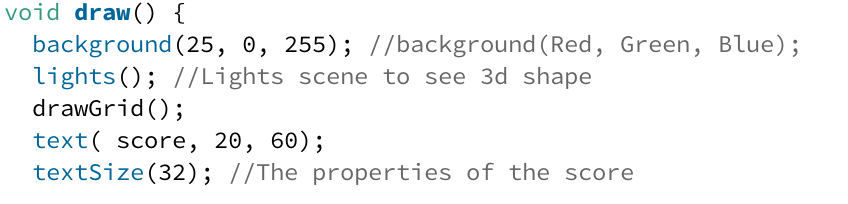 void draw() {
background(25, 0, 255); //background(Red, Green, Blue);
lights(); //Lights scene to see 3d shape
drawGrid();
text( score, 20, 60);
textSize(32); //The properties of the score